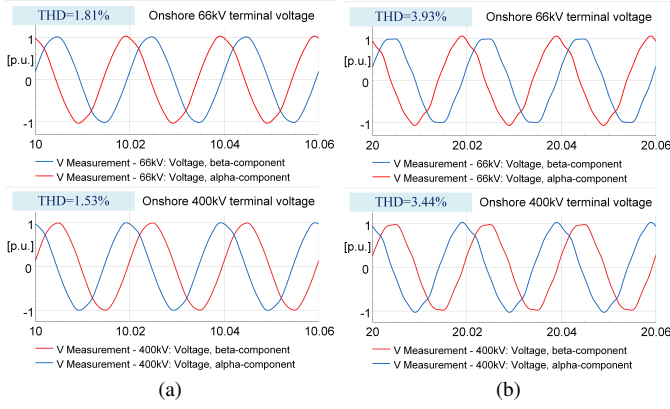 THD=1.81% Onshore 66kV terminal voltage
1
[p.u.]
0
-1
10 10.02 10.04 10.06
V Measurement - 66kV: Voltage, beta-component
V Measurement - 66kV: Voltage, alpha-component
THD=1.53% Onshore 400kV terminal voltage
1
[p.u.]
0
-1
10 10.02 10.04 10.06
V Measurement - 400kV: Voltage, beta-component
V Measurement - 400kV: Voltage, alpha-component
(a)
THD=3.93% Onshore 66kV terminal voltage
1
[p.u.]
0
-1
20 20.02 20.04 20.06
V Measurement - 66kV: Voltage, beta-component
V Measurement - 66kV: Voltage, alpha-component
THD=3.44% Onshore 400kV terminal voltage
1
[p.u.]
0
-1
20 20.02 20.04 20.06
V Measurement - 400kV: Voltage, beta-component
V Measurement - 400kV: Voltage, alpha-component
(b)